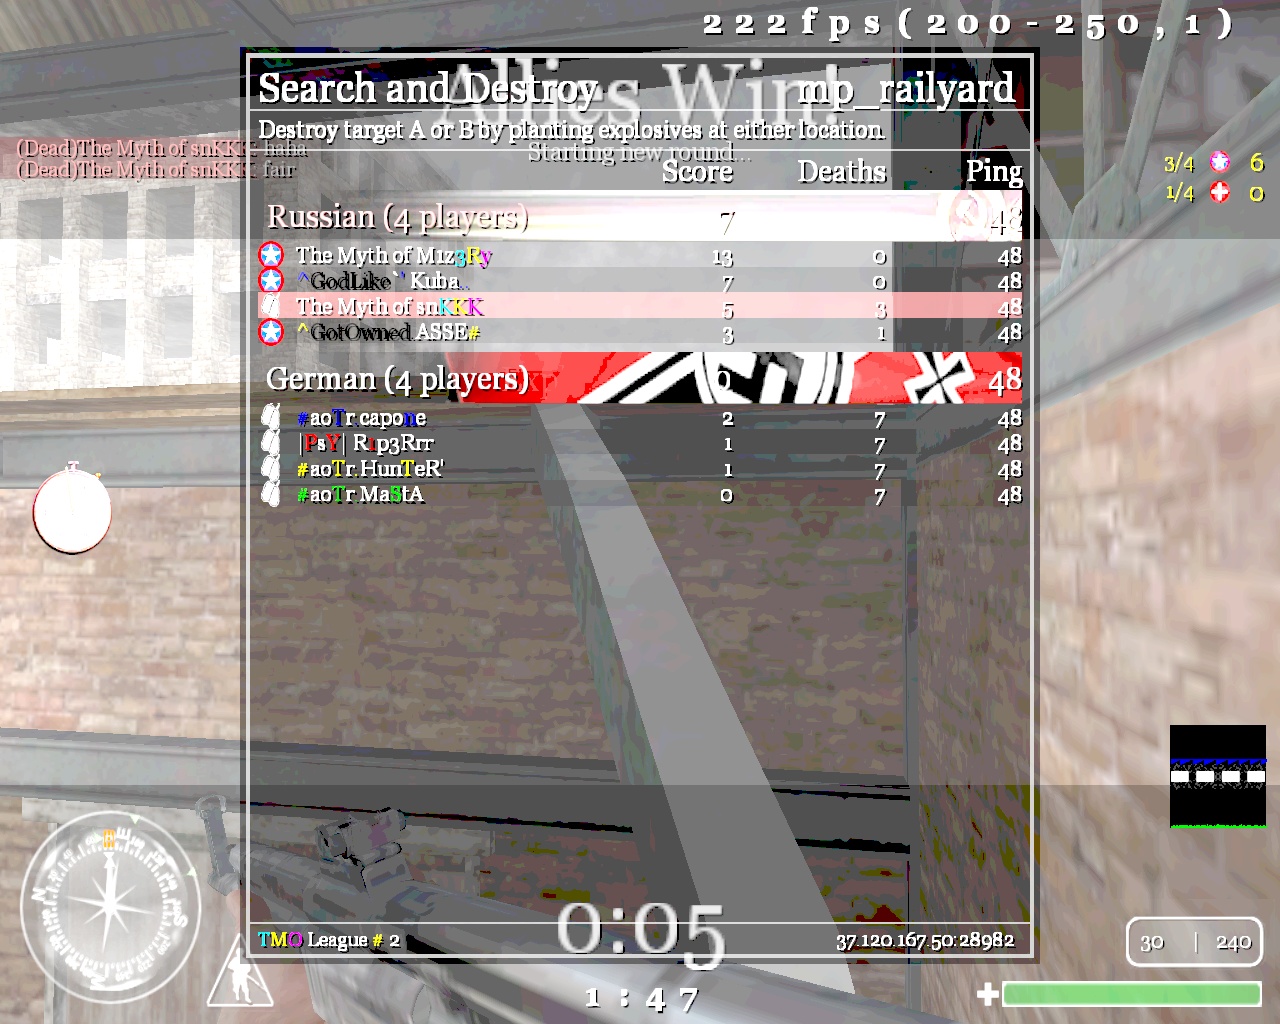 222fps(200-250,1)
Allies Win!
Search and Destroy mp_railyard
Destroy target A or B by planting explosives at either location.
(Dead)The Myth of snKKK: haha
(Dead)The Myth of snKKK: fair
Starting new round...
3/4 6
1/4 0
Score Deaths Ping
Russian (4 players) 7 48
The Myth of M1z3Ry 13 0 48
^GodLike`' Kuba.. 7 0 48
The Myth of snKKK 5 3 48
^GotOwned.ASSE# 3 1 48
German (4 players) 0 48
#aoTr.capone 2 7 48
|PsY| R1p3Rrr 1 7 48
#aoTr.HunTeR' 1 7 48
#aoTr.MaStA 0 7 48
0:05
TMO League # 2 37.120.167.50:28982
30 | 240
1:47